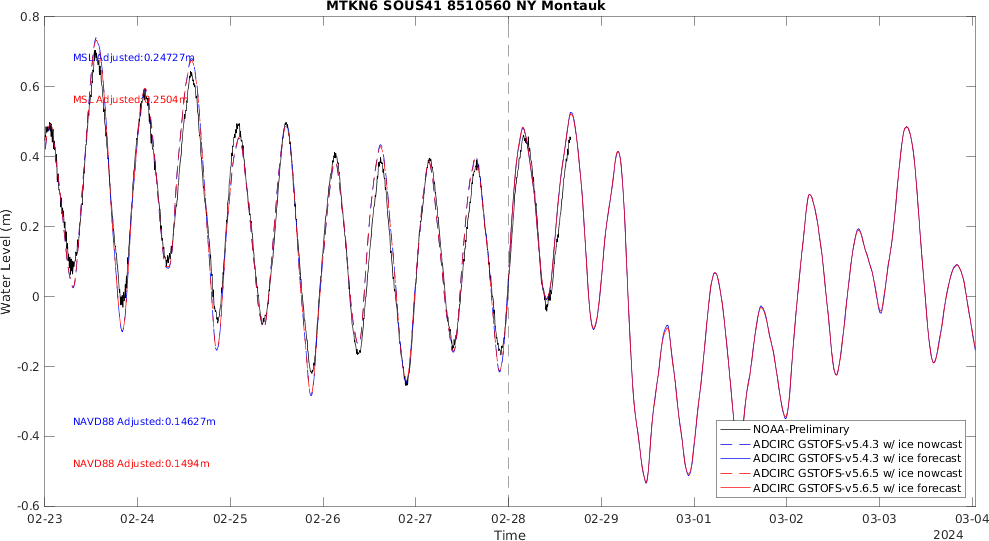 MTKN6 SOUS41 8510560 NY Montauk
0.8
0.6
0.4
0.2
0
-0.2
-0.4
-0.6
Water Level (m)
MSL Adjusted:0.24727m
MSL Adjusted:0.2504m
NAVD88 Adjusted:0.14627m
NAVD88 Adjusted:0.1494m
NOAA-Preliminary
ADCIRC GSTOFS-v5.4.3 w/ ice nowcast
ADCIRC GSTOFS-v5.4.3 w/ ice forecast
ADCIRC GSTOFS-v5.6.5 w/ ice nowcast
ADCIRC GSTOFS-v5.6.5 w/ ice forecast
02-23 02-24 02-25 02-26 02-27 02-28 02-29 03-01 03-02 03-03 03-04
Time
2024